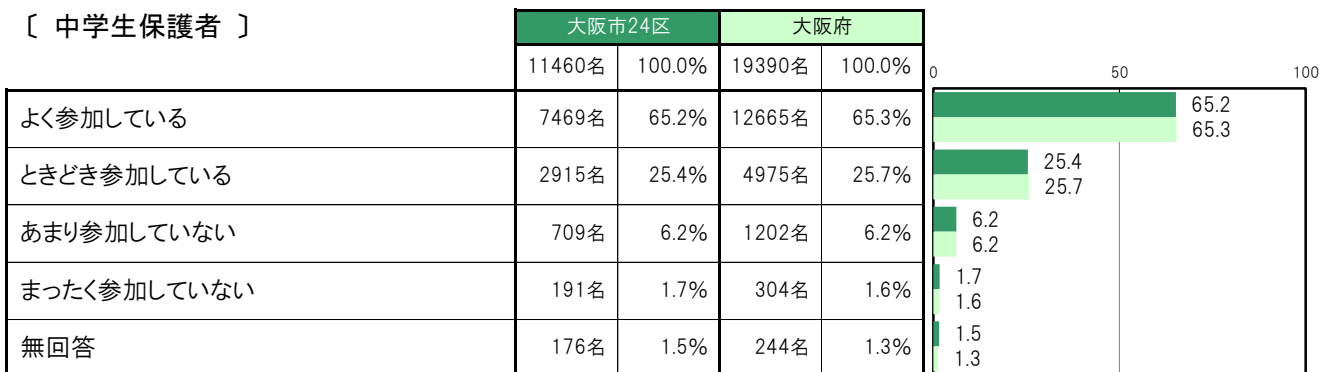 〔 中学生保護者 〕
大阪市24区 大阪府
11460名 100.0% 19390名 100.0%
0 50 100
よく参加している 7469名 65.2% 12665名 65.3%
65.2
65.3
ときどき参加している 2915名 25.4% 4975名 25.7%
25.4
25.7
あまり参加していない 709名 6.2% 1202名 6.2%
6.2
6.2
まったく参加していない 191名 1.7% 304名 1.6%
1.7
1.6
無回答 176名 1.5% 244名 1.3%
1.5
1.3